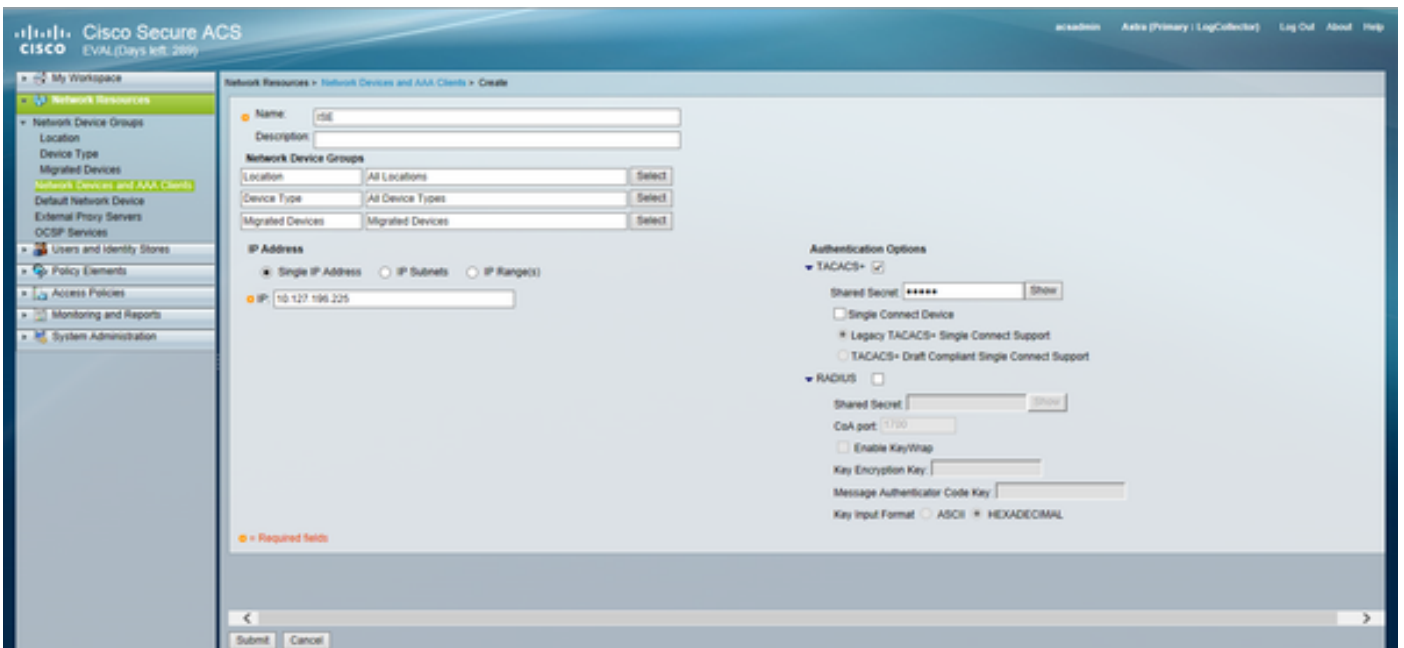 Cisco Secure ACS
CISCO EVAL(Days left: 289)
acsadmin Astra (Primary : LogCollector) Log Out About Help
My Workspace
Network Resources
Network Device Groups
Location
Device Type
Migrated Devices
Network Devices and AAA Clients
Default Network Device
External Proxy Servers
OCSP Services
Users and Identity Stores
Policy Elements
Access Policies
Monitoring and Reports
System Administration
Network Resources > Network Devices and AAA Clients > Create
Name: ISE
Description:
Network Device Groups
Location All Locations Select
Device Type All Device Types Select
Migrated Devices Migrated Devices Select
IP Address
Single IP Address IP Subnets IP Range(s)
IP: 10.127.196.225
Authentication Options
TACACS+
Shared Secret: ••••• Show
Single Connect Device
Legacy TACACS+ Single Connect Support
TACACS+ Draft Compliant Single Connect Support
RADIUS
Shared Secret: Show
CoA port: 1700
Enable KeyWrap
Key Encryption Key:
Message Authenticator Code Key:
Key Input Format ASCII HEXADECIMAL
= Required fields
Submit Cancel